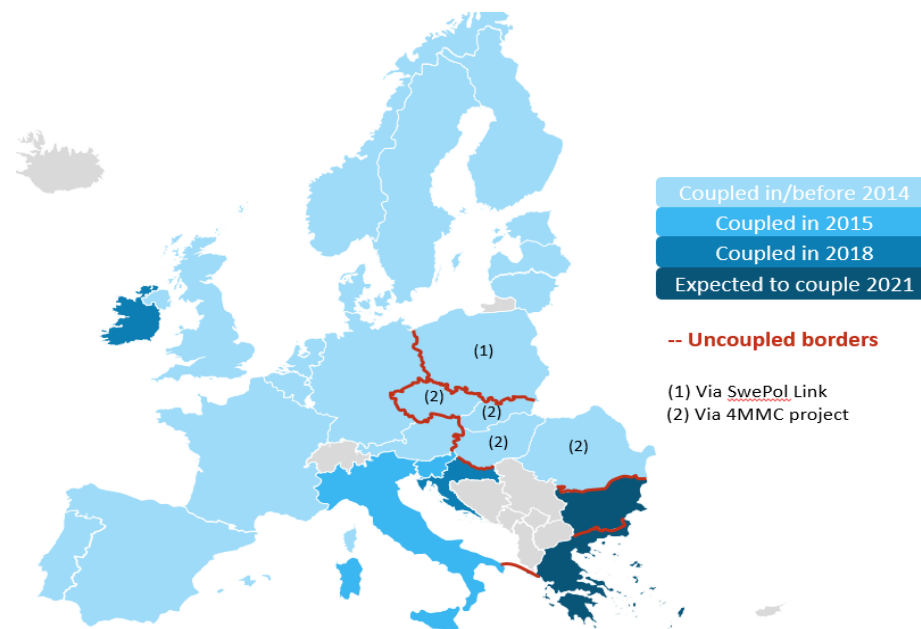 Coupled in/before 2014
Coupled in 2015
Coupled in 2018
Expected to couple 2021
-- Uncoupled borders
(1)
(1) Via SwePol Link
(2) Via 4MMC project
(2)
(2)
(2)
(2)